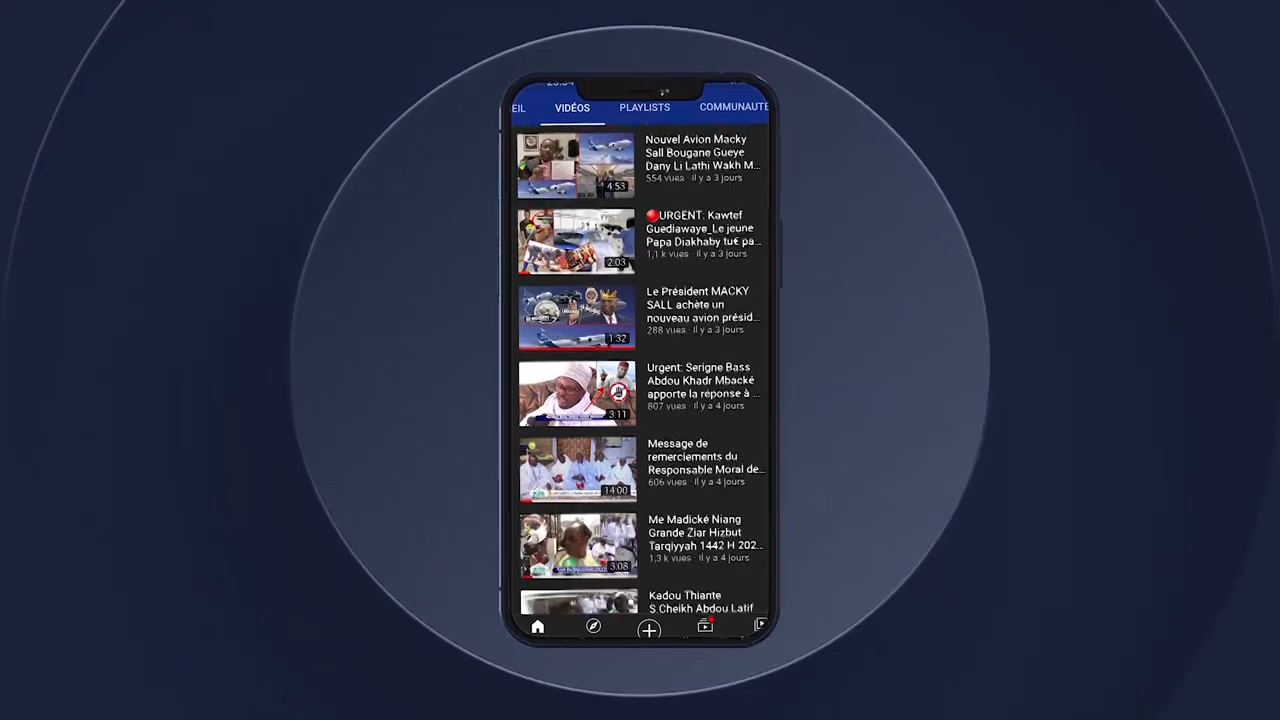 EIL VIDÉOS PLAYLISTS COMMUNAUTÉ
Nouvel Avion Macky
Sall Bougane Gueye
Dany Li Lathi Wakh M...
554 vues · Il y a 3 jours
4:53
URGENT: Kawtef
Guediawaye_Le jeune
Papa Diakhaby tu€ pa...
1,1 k vues · Il y a 3 jours
2:03
Le Président MACKY
SALL achète un
nouveau avion présid...
288 vues · Il y a 3 jours
1:32
Urgent: Serigne Bass
Abdou Khadr Mbacké
apporte la réponse à ...
807 vues · Il y a 4 jours
3:11
Message de
remerciements du
Responsable Moral de...
606 vues · Il y a 4 jours
14:00
Me Madické Niang
Grande Ziar Hizbut
Tarqiyyah 1442 H 202...
1,3 k vues · Il y a 4 jours
3:08
Kadou Thiante
S.Cheikh Abdou Latif